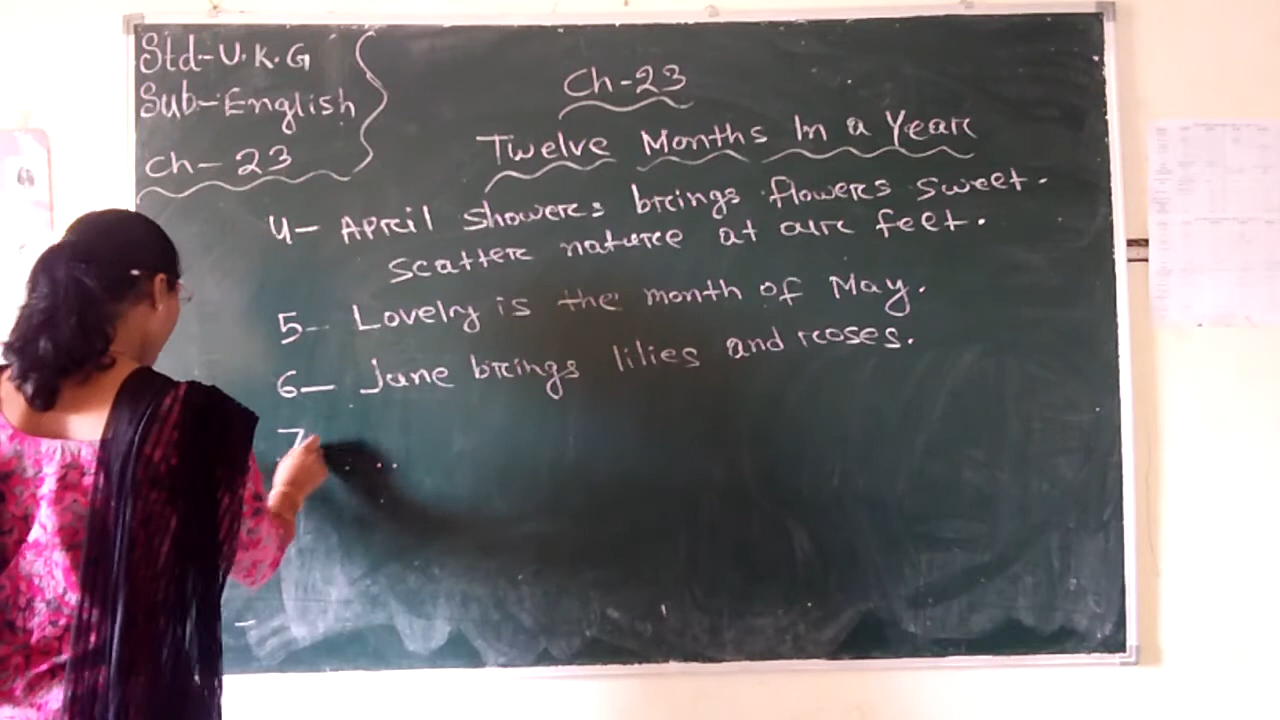 Std-U.K.G
Sub-English
Ch-23
Ch-23
Twelve Months In a Year
4- April showers brings flowers sweet.
Scatter nature at our feet.
5- Lovely is the month of May.
6- June brings lilies and roses.
7